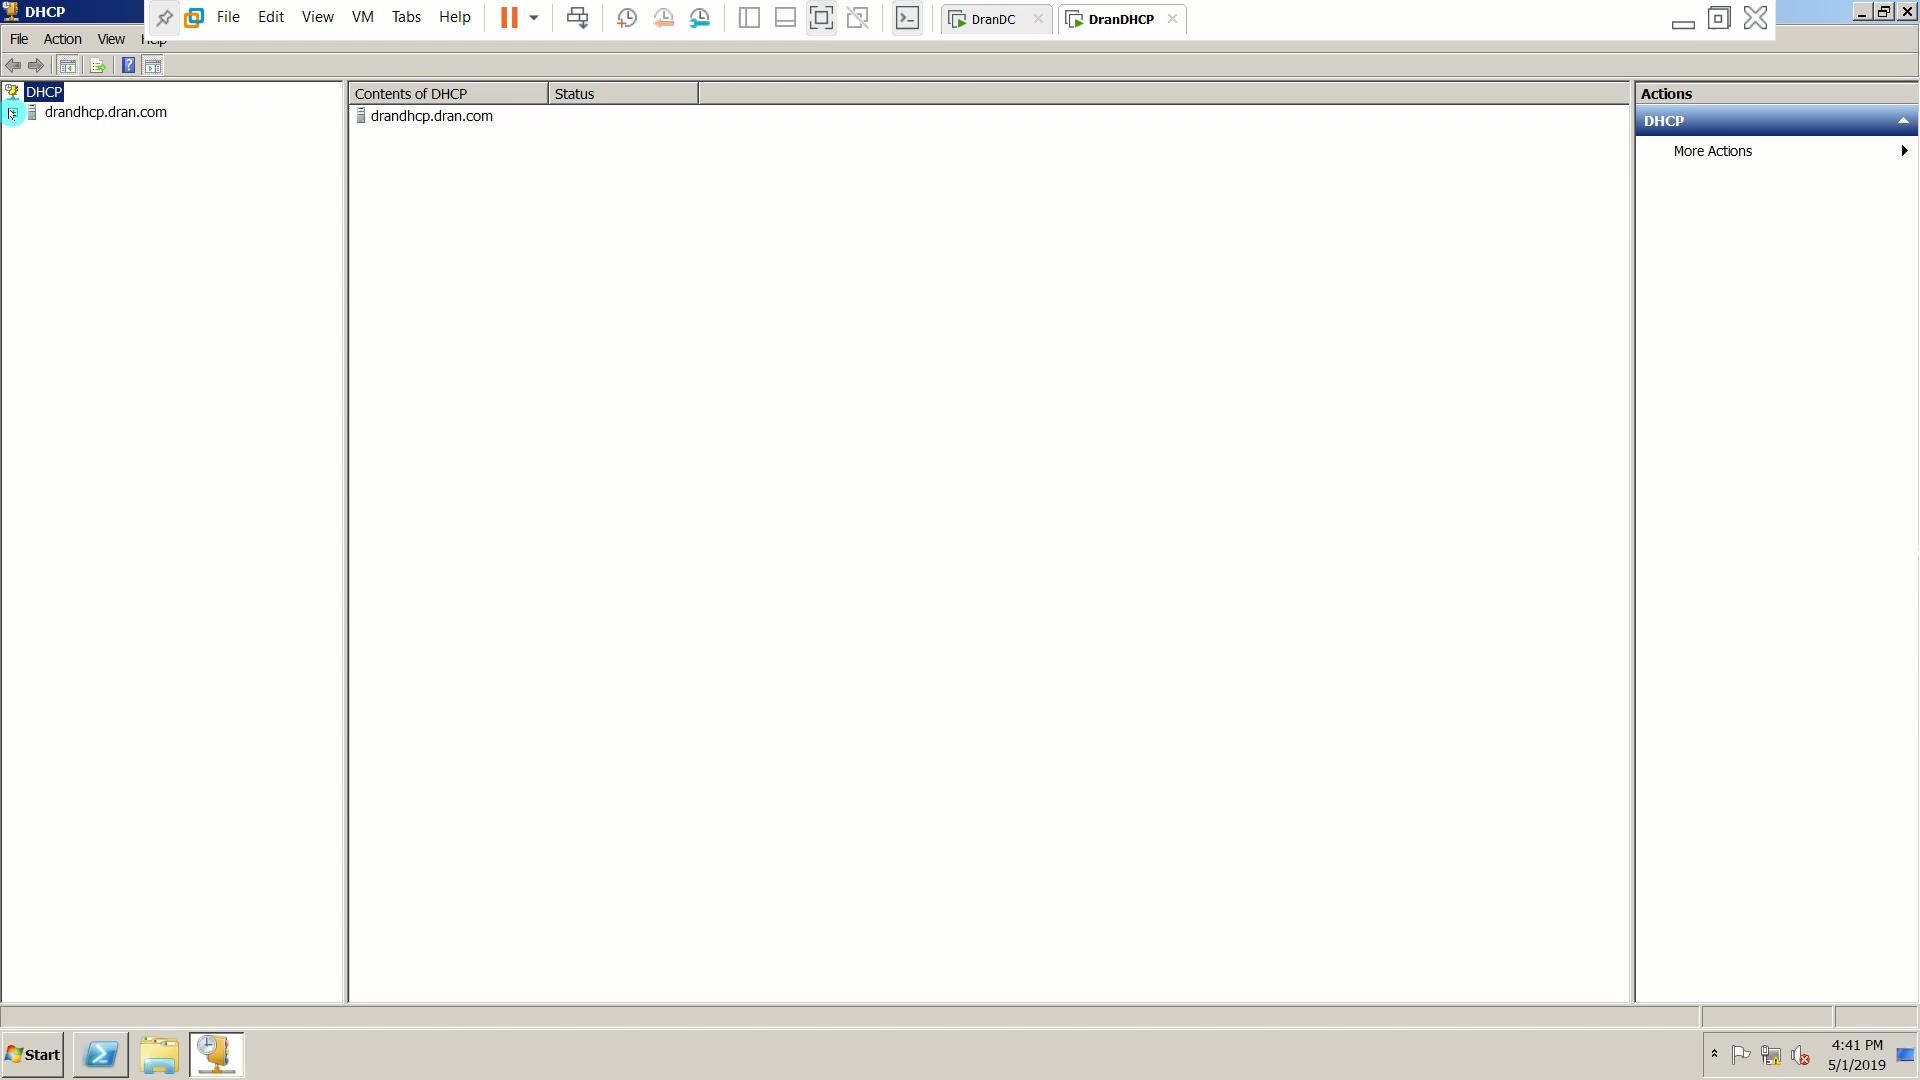 DHCP
File Edit View VM Tabs Help
DranDC
DranDHCP
File Action View Help
DHCP
drandhcp.dran.com
Contents of DHCP Status
drandhcp.dran.com
Actions
DHCP
More Actions
Start
4:41 PM
5/1/2019